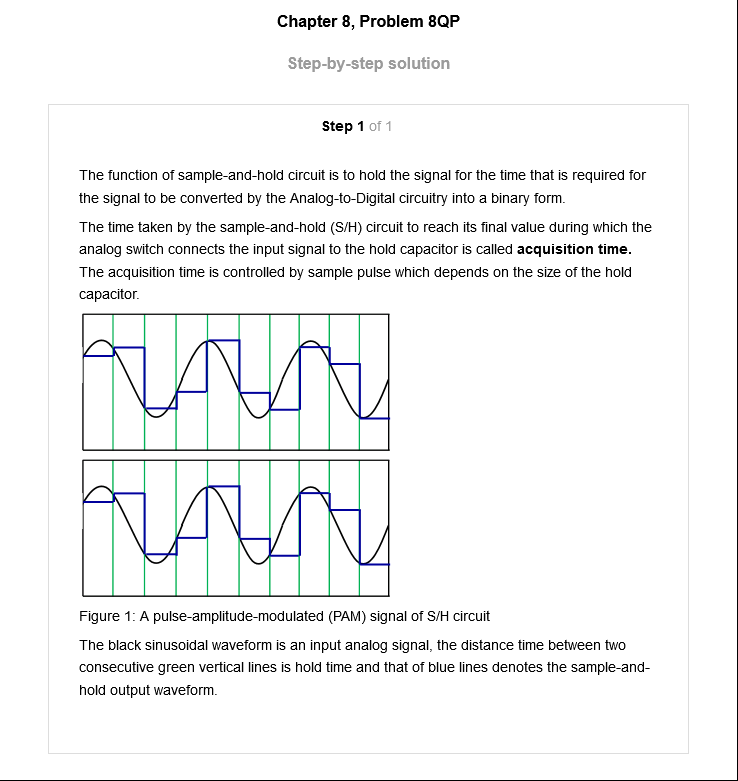 Chapter 8, Problem 8QP
Step-by-step solution
Step 1 of 1
The function of sample-and-hold circuit is to hold the signal for the time that is required for
the signal to be converted by the Analog-to-Digital circuitry into a binary form.
The time taken by the sample-and-hold (S/H) circuit to reach its final value during which the
analog switch connects the input signal to the hold capacitor is called acquisition time.
The acquisition time is controlled by sample pulse which depends on the size of the hold
capacitor.
Figure 1: A pulse-amplitude-modulated (PAM) signal of S/H circuit
The black sinusoidal waveform is an input analog signal, the distance time between two
consecutive green vertical lines is hold time and that of blue lines denotes the sample-and-
hold output waveform.